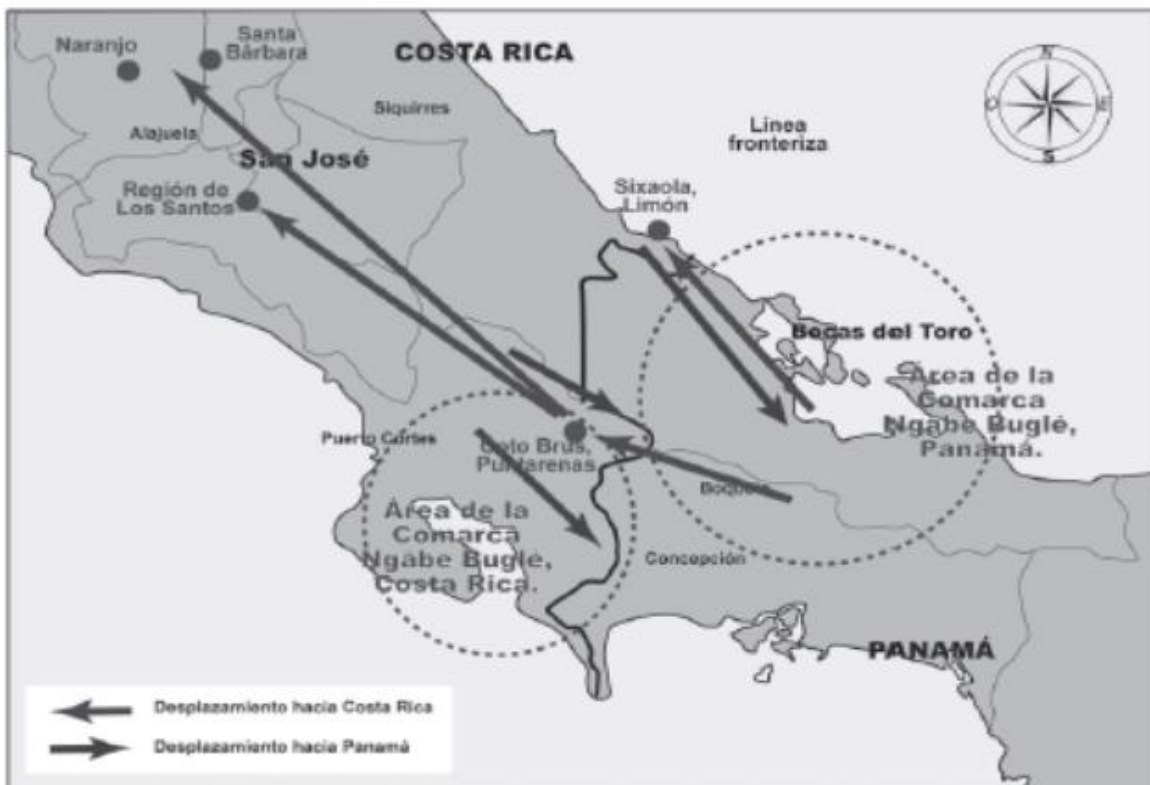 Naranjo
Santa
Bárbara
COSTA RICA
N
O
E
S
Siquirres
Alajuela
San José
Línea
fronteriza
Región de
Los Santos
Sixaola,
Limón
Bocas del Toro
Área de la
Comarca
Ngabe Buglé,
Panamá.
Puerto Cortes
Coto Brus,
Puntarenas
Boquete
Área de la
Comarca
Ngabe Buglé,
Costa Rica.
Concepción
PANAMÁ
Desplazamiento hacia Costa Rica
Desplazamiento hacia Panamá